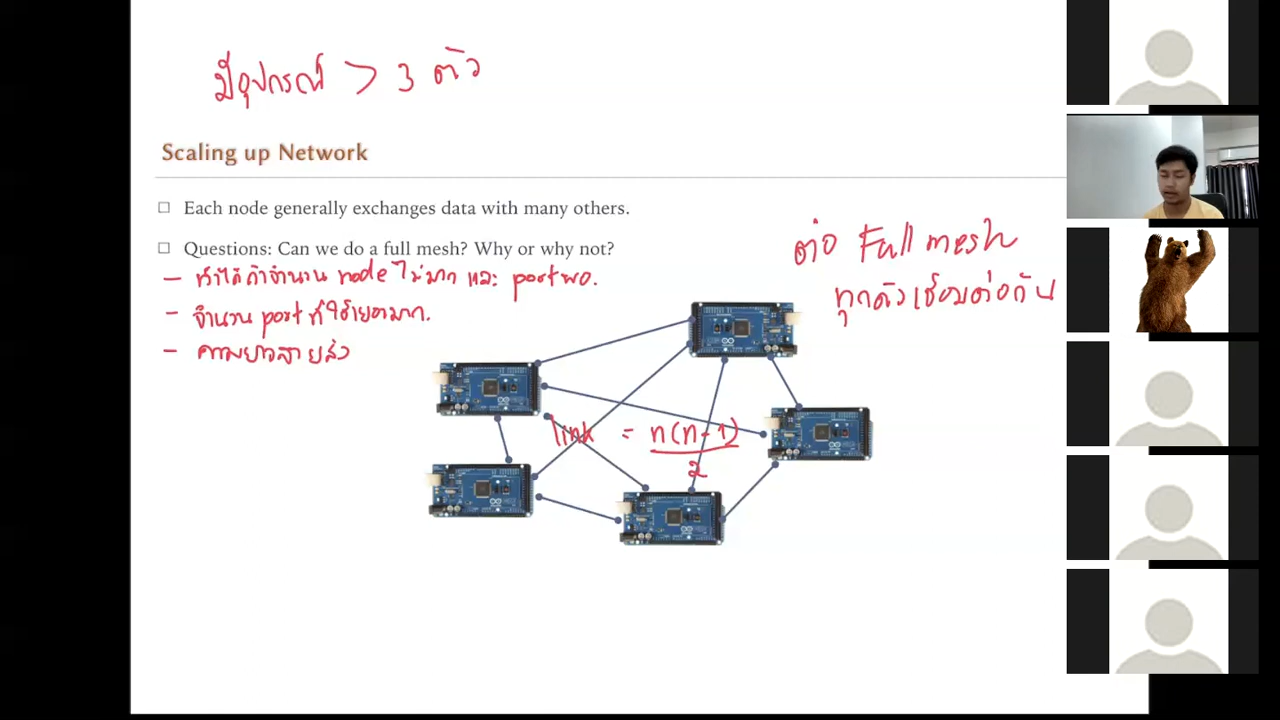 มีอุปกรณ์ > 3 ตัว
Scaling up Network
Each node generally exchanges data with many others.
Questions: Can we do a full mesh? Why or why not?
- ทำได้ถ้าจำนวน node ไม่มาก และ port พอ.
- จำนวน port ที่ใช้เยอะมาก.
- ความยาวสายส่ง
ต่อ Full mesh
ทุกตัวเชื่อมต่อกัน
link = n(n-1)
2